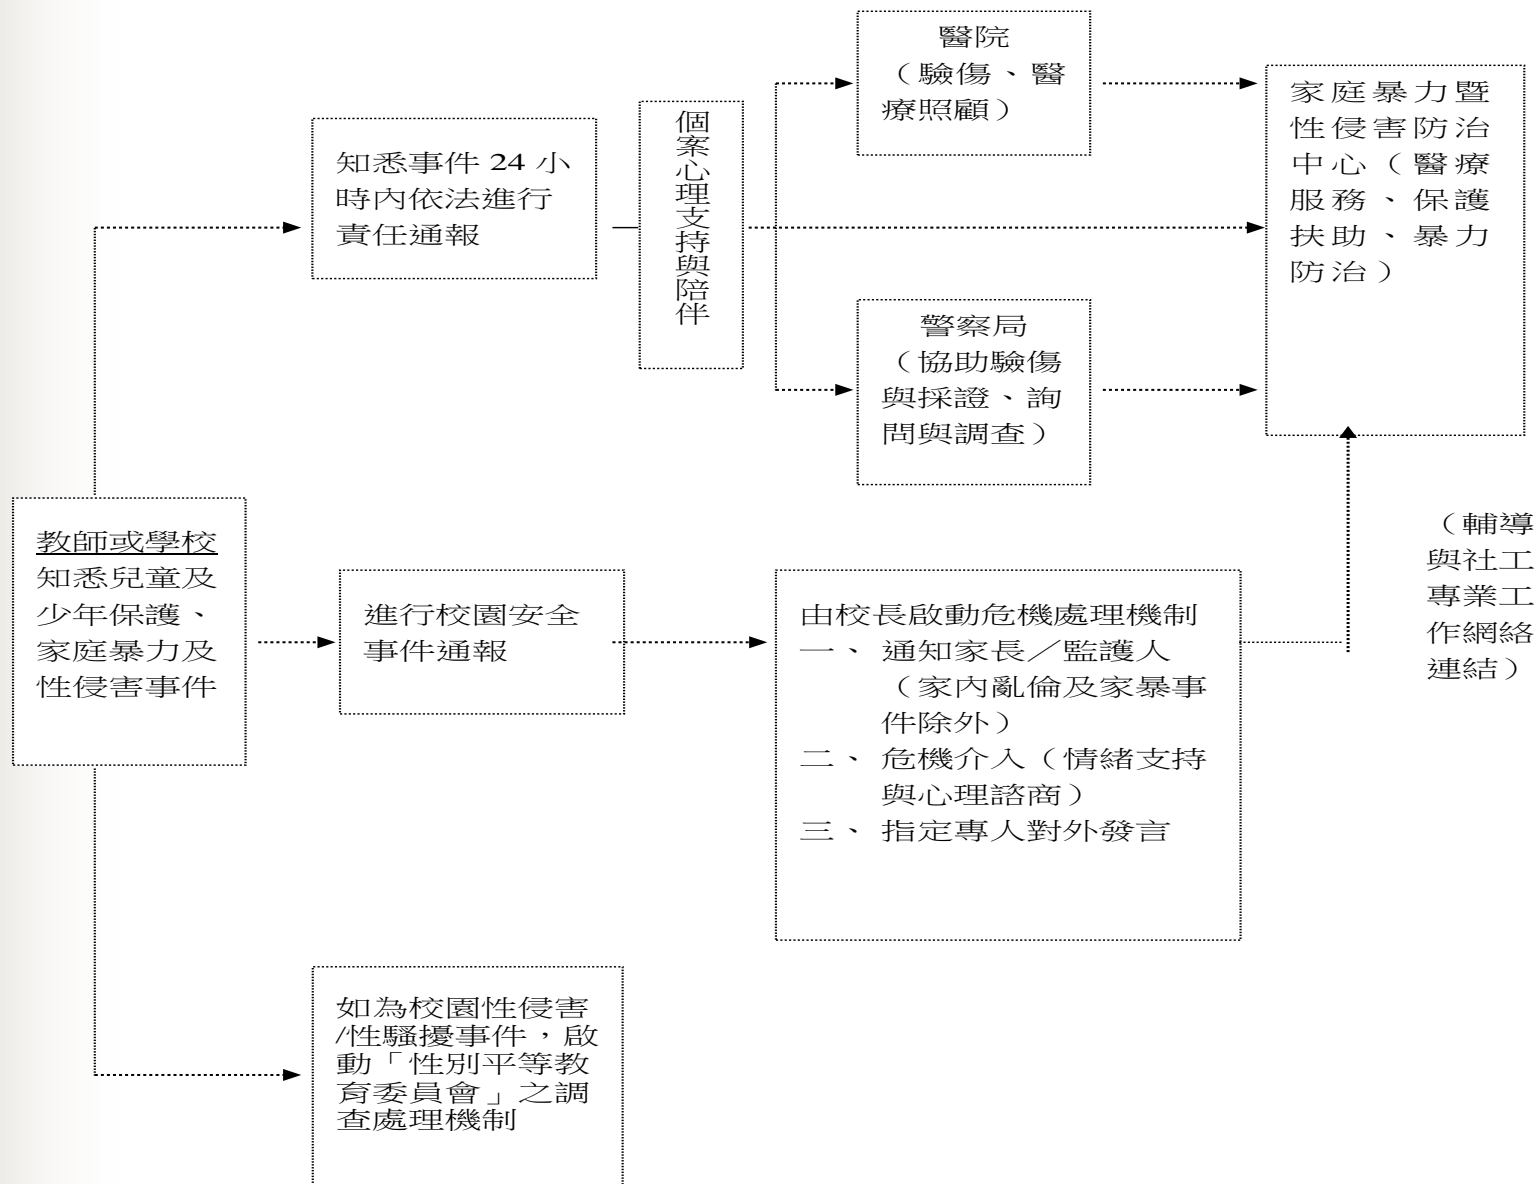 醫院
（驗傷、醫
療照顧）
家庭暴力暨
性侵害防治
中心（醫療
服務、保護
扶助、暴力
防治）
知悉事件 24 小
時內依法進行
責任通報
個案心理支持與陪伴
警察局
（協助驗傷
與採證、詢
問與調查）
教師或學校
知悉兒童及
少年保護、
家庭暴力及
性侵害事件
進行校園安全
事件通報
由校長啟動危機處理機制
一、 通知家長／監護人
（家內亂倫及家暴事
件除外）
二、 危機介入（情緒支持
與心理諮商）
三、 指定專人對外發言
（輔導
與社工
專業工
作網絡
連結）
如為校園性侵害
/性騷擾事件，啟
動「性別平等教
育委員會」之調
查處理機制